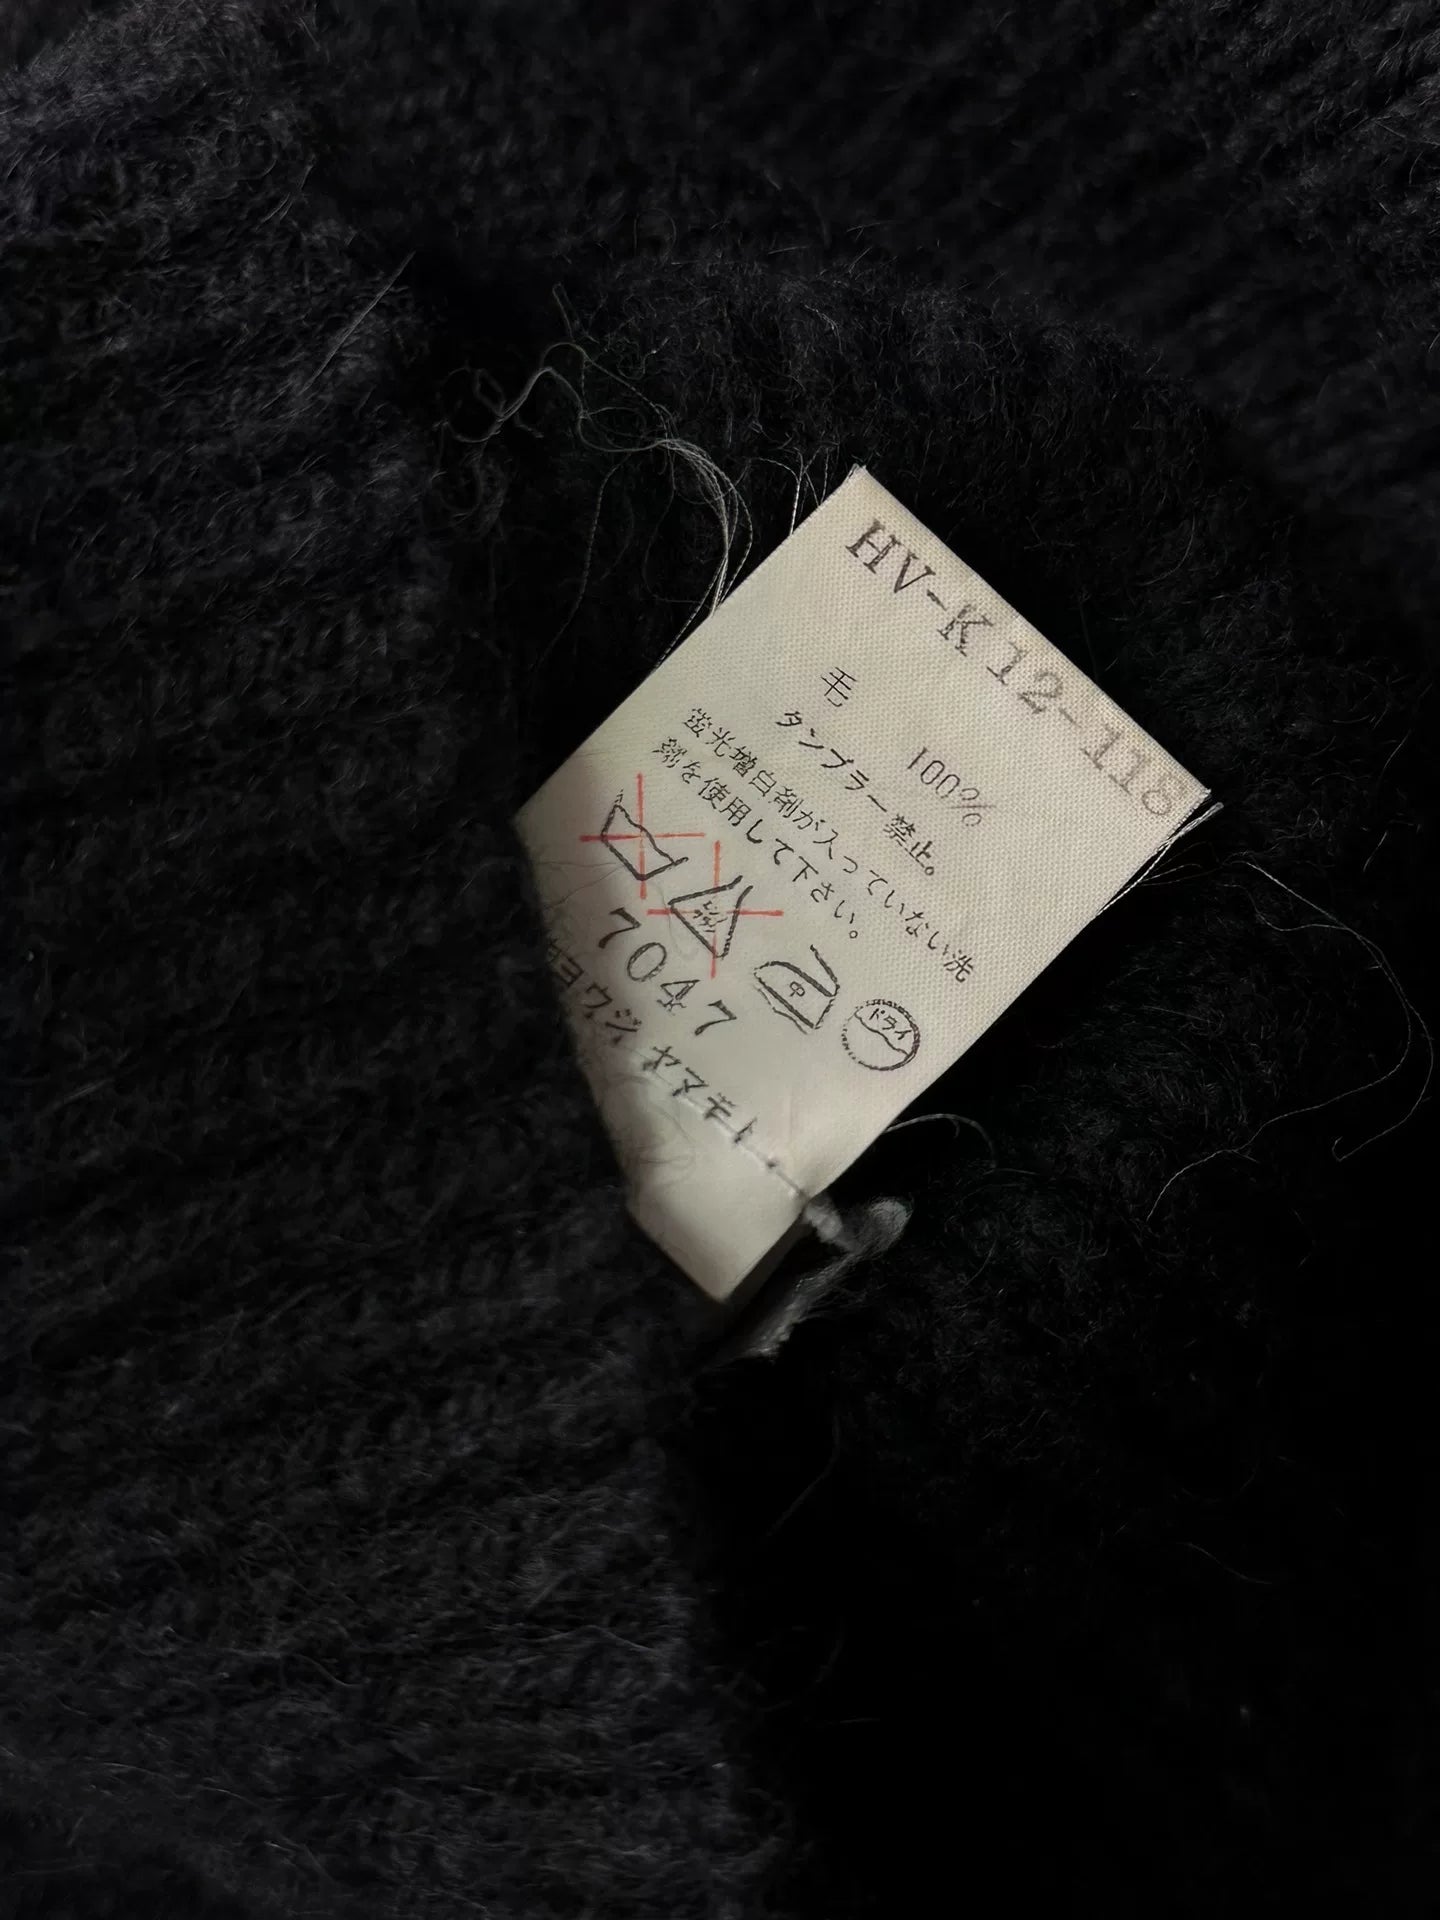 HV-K12-118
毛 100%
タンブラー禁止。
蛍光増白剤が入っていない洗
剤を使用して下さい。
中
ドライ
7047
ヨウジ ヤマモト